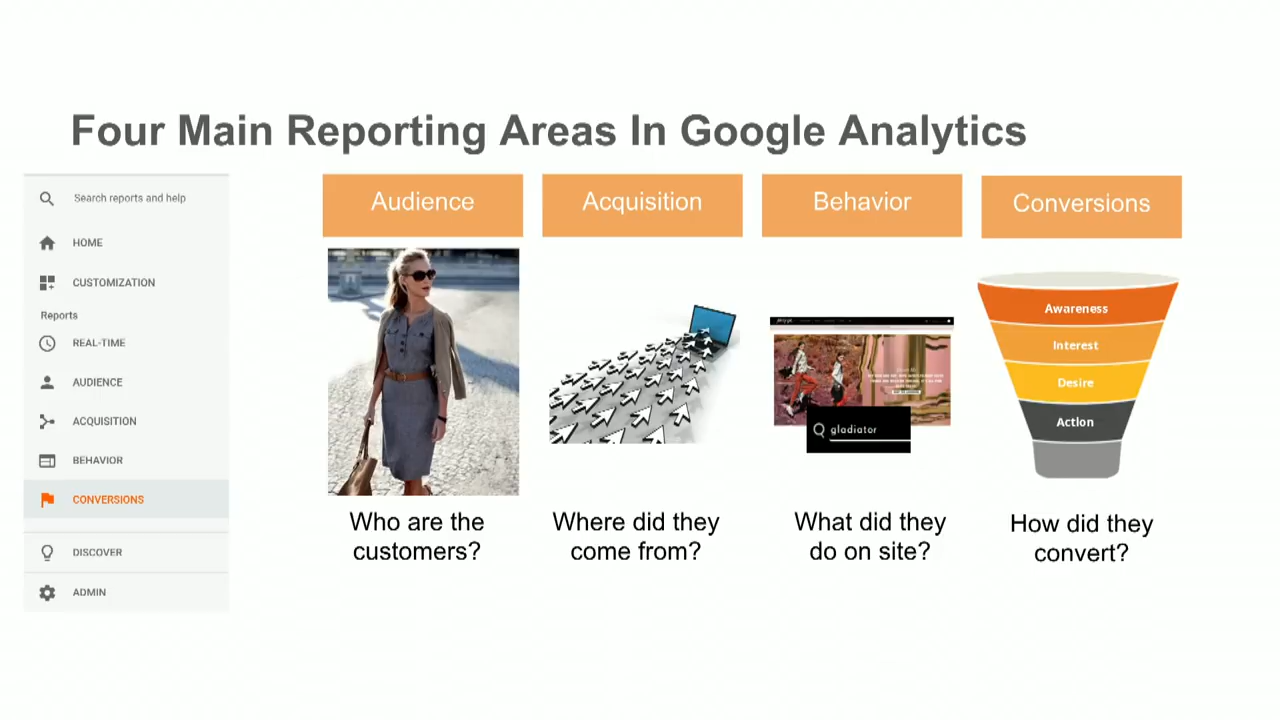 Four Main Reporting Areas In Google Analytics
Search reports and help
HOME
CUSTOMIZATION
Reports
REAL-TIME
AUDIENCE
ACQUISITION
BEHAVIOR
CONVERSIONS
DISCOVER
ADMIN
Audience
Who are the
customers?
Acquisition
Where did they
come from?
Behavior
gladiator
What did they
do on site?
Conversions
Awareness
Interest
Desire
Action
How did they
convert?